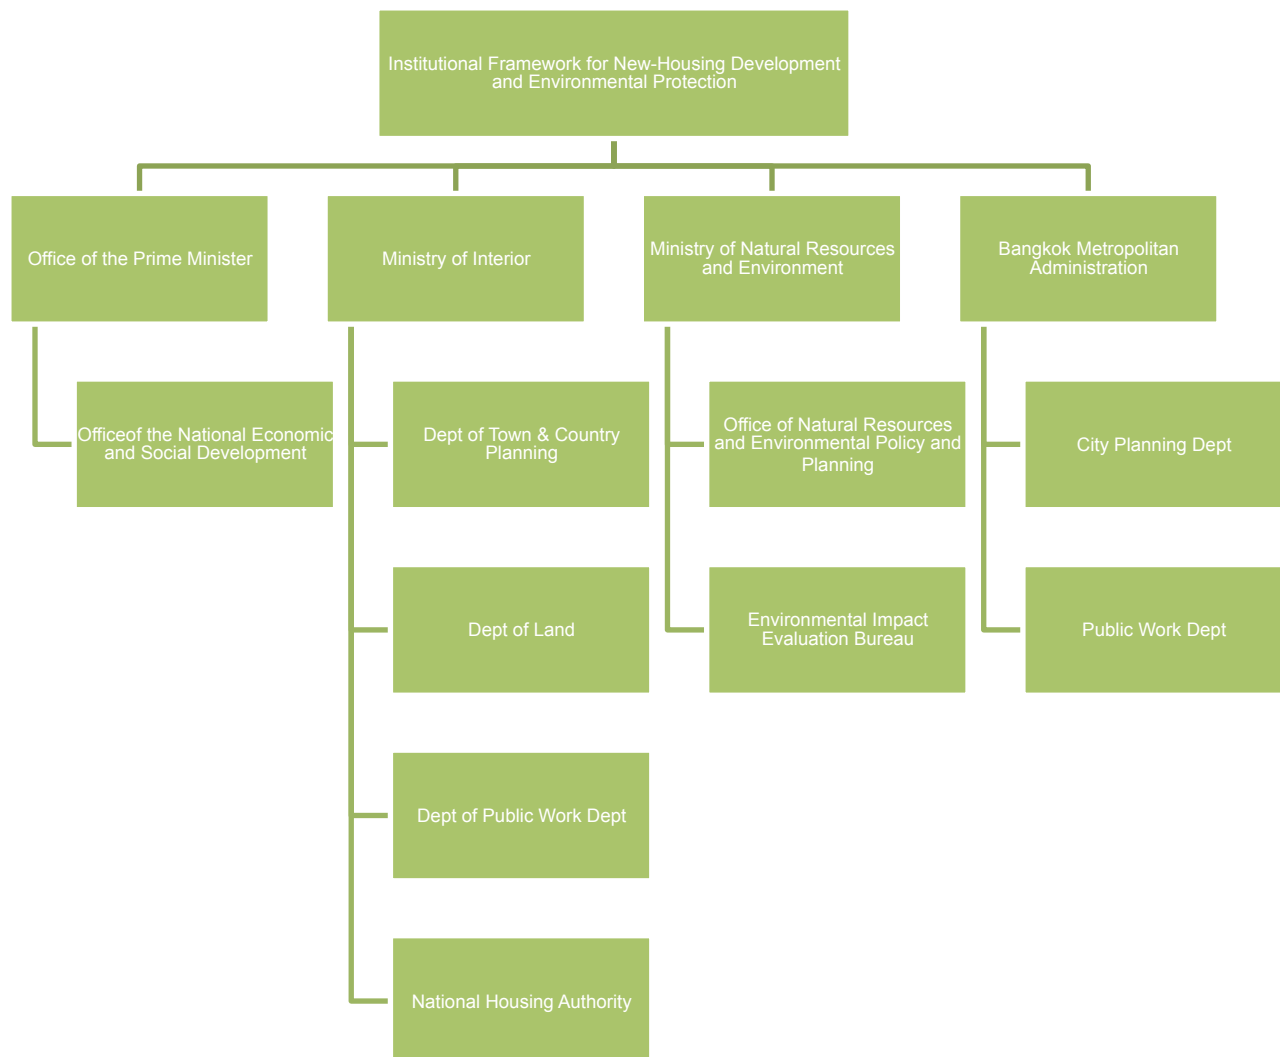 Institutional Framework for New-Housing Development
and Environmental Protection
Office of the Prime Minister
Ministry of Interior
Ministry of Natural Resources
and Environment
Bangkok Metropolitan
Administration
Officeof the National Economic
and Social Development
Dept of Town & Country
Planning
Office of Natural Resources
and Environmental Policy and
Planning
City Planning Dept
Dept of Land
Environmental Impact
Evaluation Bureau
Public Work Dept
Dept of Public Work Dept
National Housing Authority